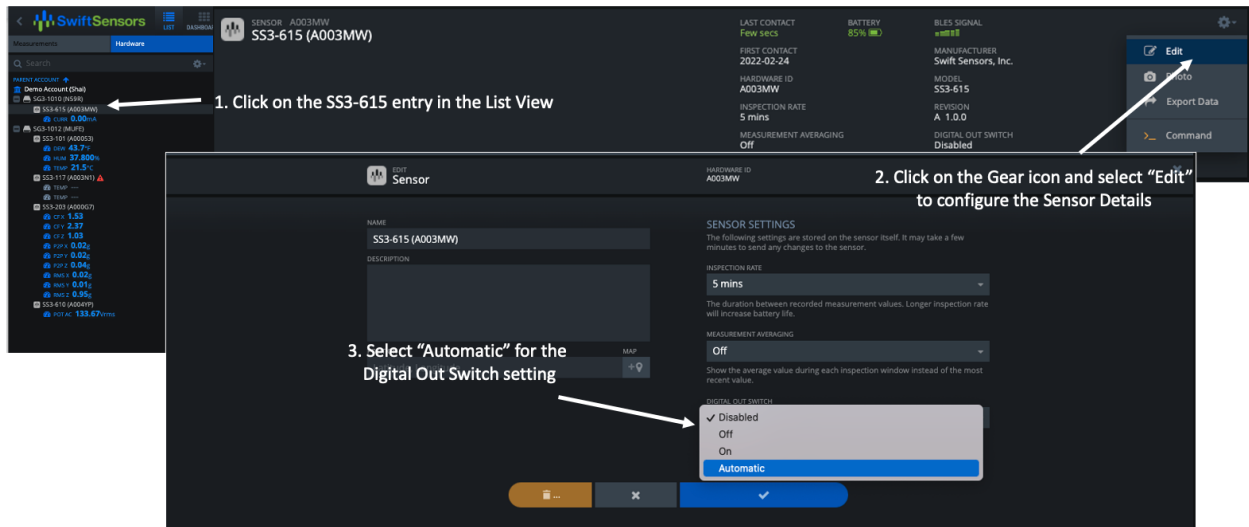 SwiftSensors
LIST
DASHBOAR
Measurements
Hardware
Search
PARENT ACCOUNT
Demo Account (Shai)
SG3-1010 (NS9R)
SS3-615 (A003MW)
CURR 0.00mA
SG3-1012 (MUFE)
SS3-101 (A00053)
DEW 43.7°F
HUM 37.800%
TEMP 21.5°C
SS3-117 (A003N1)
TEMP ---
TEMP ---
SS3-203 (A000G7)
CF X 1.53
CF Y 2.37
CF Z 1.03
P2P X 0.02g
P2P Y 0.02g
P2P Z 0.04g
RMS X 0.02g
RMS Y 0.01g
RMS Z 0.95g
SS3-610 (A004YP)
POT AC 133.67Vrms
SENSOR A003MW
SS3-615 (A003MW)
LAST CONTACT
Few secs
BATTERY
85%
BLE5 SIGNAL
FIRST CONTACT
2022-02-24
MANUFACTURER
Swift Sensors, Inc.
HARDWARE ID
A003MW
MODEL
SS3-615
INSPECTION RATE
5 mins
REVISION
A 1.0.0
MEASUREMENT AVERAGING
Off
DIGITAL OUT SWITCH
Disabled
Edit
Photo
Export Data
>_ Command
1. Click on the SS3-615 entry in the List View
2. Click on the Gear icon and select “Edit”
to configure the Sensor Details
EDIT
Sensor
HARDWARE ID
A003MW
NAME
SS3-615 (A003MW)
DESCRIPTION
MAP
3. Select “Automatic” for the
Digital Out Switch setting
SENSOR SETTINGS
The following settings are stored on the sensor itself. It may take a few
minutes to send any changes to the sensor.
INSPECTION RATE
5 mins
The duration between recorded measurement values. Longer inspection rate
will increase battery life.
MEASUREMENT AVERAGING
Off
Show the average value during each inspection window instead of the most
recent value.
DIGITAL OUT SWITCH
✓ Disabled
Off
On
Automatic
...